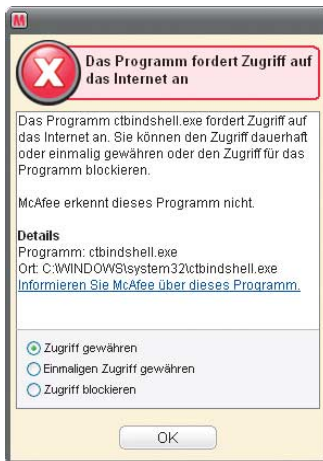 M
Das Programm fordert Zugriff auf
das Internet an
Das Programm ctbindshell.exe fordert Zugriff auf
das Internet an. Sie können den Zugriff dauerhaft
oder einmalig gewähren oder den Zugriff für das
Programm blockieren.
McAfee erkennt dieses Programm nicht.
Details
Programm: ctbindshell.exe
Ort: C:\WINDOWS\system32\ctbindshell.exe
Informieren Sie McAfee über dieses Programm.
Zugriff gewähren
Einmaligen Zugriff gewähren
Zugriff blockieren
OK